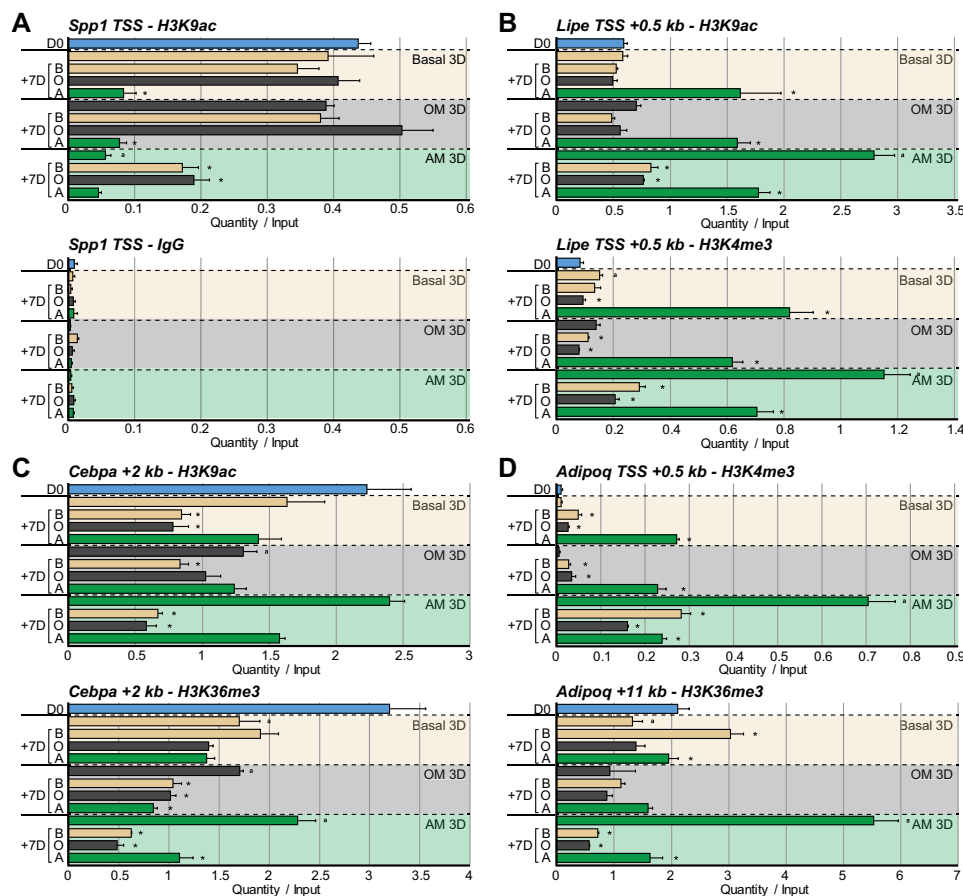 A
Spp1 TSS - H3K9ac
D0
Basal 3D
+7D
B
O
A
*
OM 3D
+7D
B
O
A
*
AM 3D
a
+7D
B
*
O
*
A
0 0.1 0.2 0.3 0.4 0.5 0.6
Quantity / Input
Spp1 TSS - IgG
D0
Basal 3D
+7D
B
O
A
OM 3D
+7D
B
O
A
AM 3D
+7D
B
O
A
0 0.1 0.2 0.3 0.4 0.5 0.6
Quantity / Input
B
Lipe TSS +0.5 kb - H3K9ac
D0
Basal 3D
+7D
B
O
A
*
OM 3D
+7D
B
O
A
*
AM 3D
a
+7D
B
*
O
*
A
*
0 0.5 1 1.5 2 2.5 3 3.5
Quantity / Input
Lipe TSS +0.5 kb - H3K4me3
D0
Basal 3D
a
+7D
B
O
*
A
*
OM 3D
+7D
B
*
O
*
A
*
AM 3D
a
+7D
B
*
O
*
A
*
0 0.2 0.4 0.6 0.8 1 1.2 1.4
Quantity / Input
C
Cebpa +2 kb - H3K9ac
D0
Basal 3D
+7D
B
*
O
*
A
OM 3D
a
+7D
B
*
O
A
AM 3D
+7D
B
*
O
*
A
0 0.5 1 1.5 2 2.5 3
Quantity / Input
Cebpa +2 kb - H3K36me3
D0
Basal 3D
a
+7D
B
O
A
OM 3D
a
+7D
B
*
O
*
A
*
AM 3D
a
+7D
B
*
O
*
A
*
0 0.5 1 1.5 2 2.5 3 3.5 4
Quantity / Input
D
Adipoq TSS +0.5 kb - H3K4me3
D0
Basal 3D
+7D
B
*
O
*
A
*
OM 3D
+7D
B
*
O
*
A
*
AM 3D
a
+7D
B
*
O
*
A
*
0 0.1 0.2 0.3 0.4 0.5 0.6 0.7 0.8 0.9
Quantity / Input
Adipoq +11 kb - H3K36me3
D0
Basal 3D
a
+7D
B
*
O
A
*
OM 3D
+7D
B
O
A
AM 3D
a
+7D
B
*
O
*
A
*
0 1 2 3 4 5 6 7
Quantity / Input